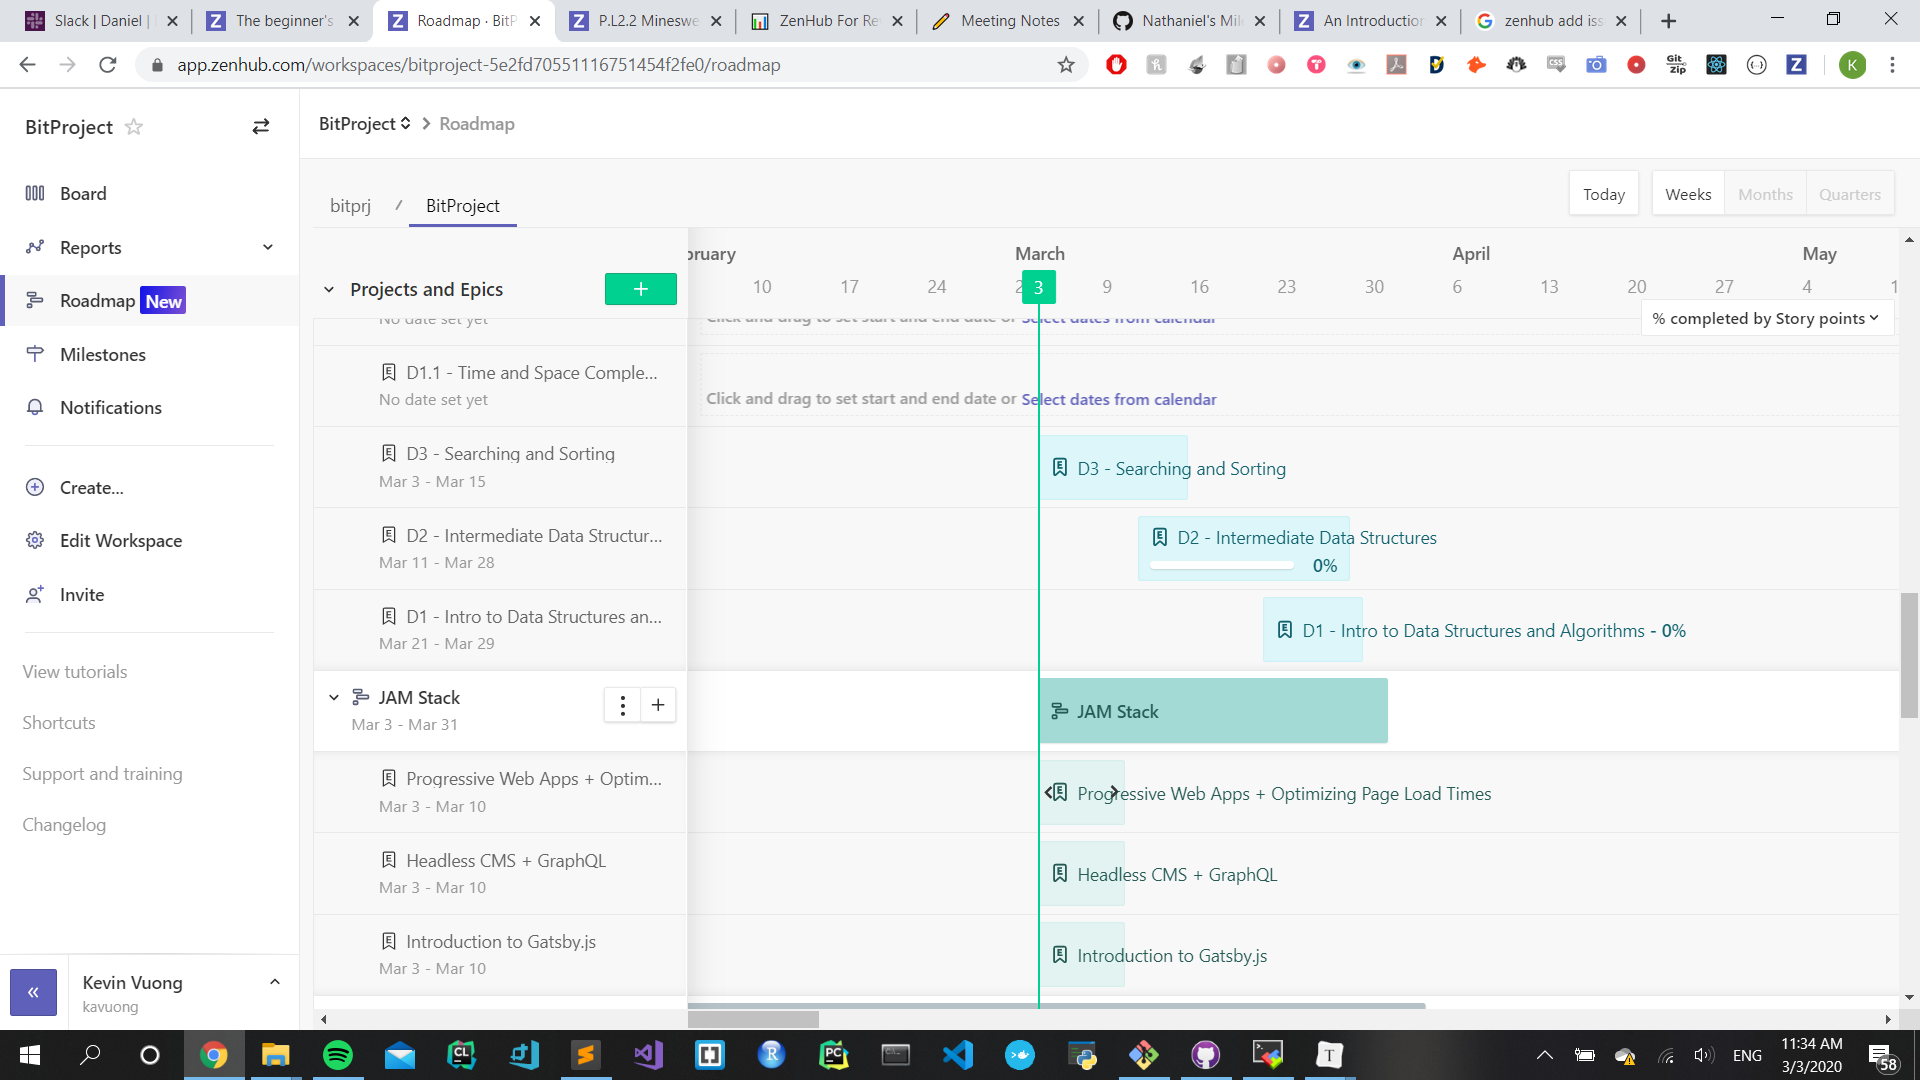 Slack | Daniel |
The beginner's
Roadmap · BitP
P.L2.2 Mineswe
ZenHub For Re
Meeting Notes
Nathaniel's Mil
An Introduction
zenhub add iss
app.zenhub.com/workspaces/bitproject-5e2fd70551116751454f2fe0/roadmap
BitProject
BitProject > Roadmap
Board
Reports
Roadmap New
Milestones
Notifications
Create...
Edit Workspace
Invite
View tutorials
Shortcuts
Support and training
Changelog
Kevin Vuong
kavuong
bitprj / BitProject
Today
Weeks
Months
Quarters
bruary
March
April
May
Projects and Epics
+
10 17 24 2 3 9 16 23 30 6 13 20 27 4 1
% completed by Story points
No date set yet
Click and drag to set start and end date or Select dates from calendar
D1.1 - Time and Space Comple...
No date set yet
Click and drag to set start and end date or Select dates from calendar
D3 - Searching and Sorting
Mar 3 - Mar 15
D3 - Searching and Sorting
D2 - Intermediate Data Structur...
Mar 11 - Mar 28
D2 - Intermediate Data Structures
0%
D1 - Intro to Data Structures an...
Mar 21 - Mar 29
D1 - Intro to Data Structures and Algorithms - 0%
JAM Stack
Mar 3 - Mar 31
JAM Stack
Progressive Web Apps + Optim...
Mar 3 - Mar 10
Progressive Web Apps + Optimizing Page Load Times
Headless CMS + GraphQL
Mar 3 - Mar 10
Headless CMS + GraphQL
Introduction to Gatsby.js
Mar 3 - Mar 10
Introduction to Gatsby.js
ENG
11:34 AM
3/3/2020
58